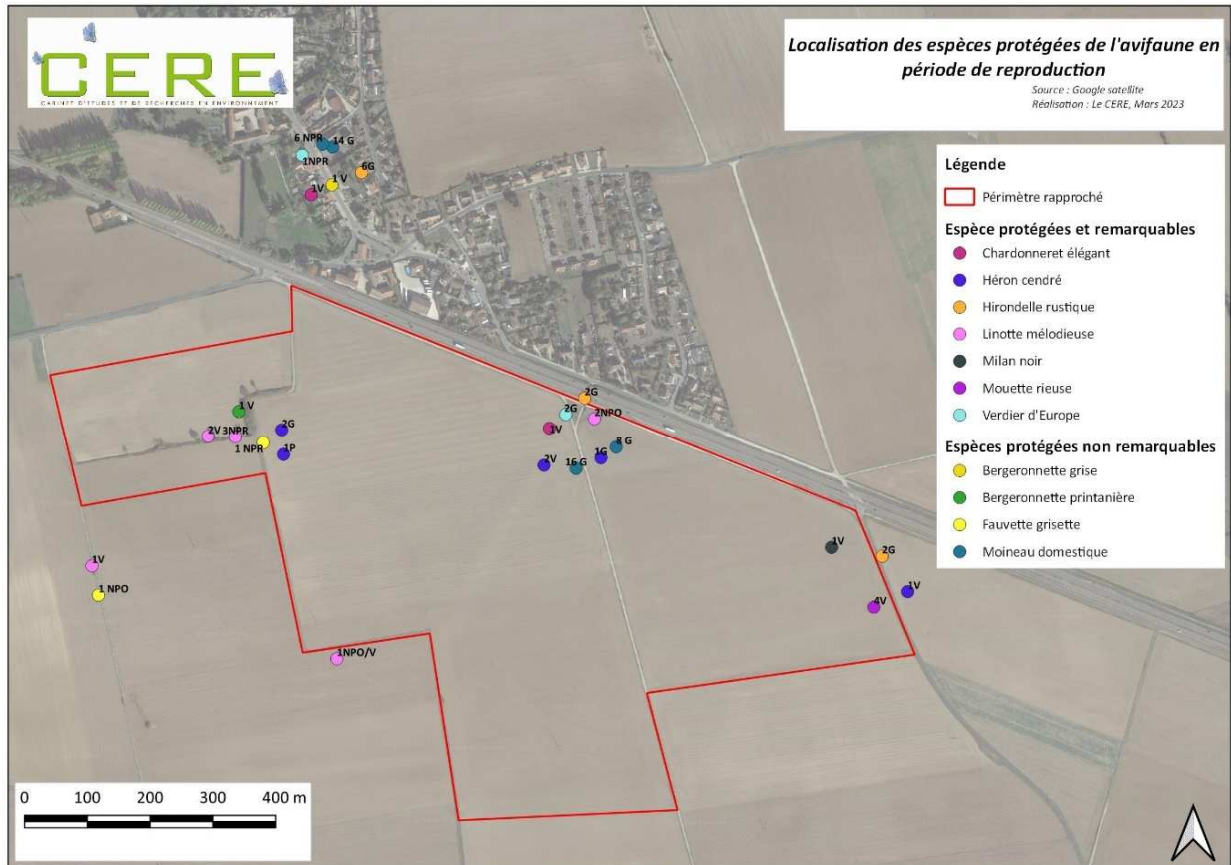 CERE
CABINET D'ÉTUDES ET DE RECHERCHES EN ENVIRONNEMENT
Localisation des espèces protégées de l'avifaune en
période de reproduction
Source : Google satellite
Réalisation : Le CERE, Mars 2023
Légende
Périmètre rapproché
Espèce protégées et remarquables
Chardonneret élégant
Héron cendré
Hirondelle rustique
Linotte mélodieuse
Milan noir
Mouette rieuse
Verdier d'Europe
Espèces protégées non remarquables
Bergeronnette grise
Bergeronnette printanière
Fauvette grisette
Moineau domestique
6 NPR
14 G
1NPR
6G
1 V
1V
1 V
2V
3NPR
2G
1 NPR
1P
2G
2G
2NPO
1V
8 G
1G
2V
16 G
1V
2G
1V
4V
1V
1 NPO
1NPO/V
0 100 200 300 400 m